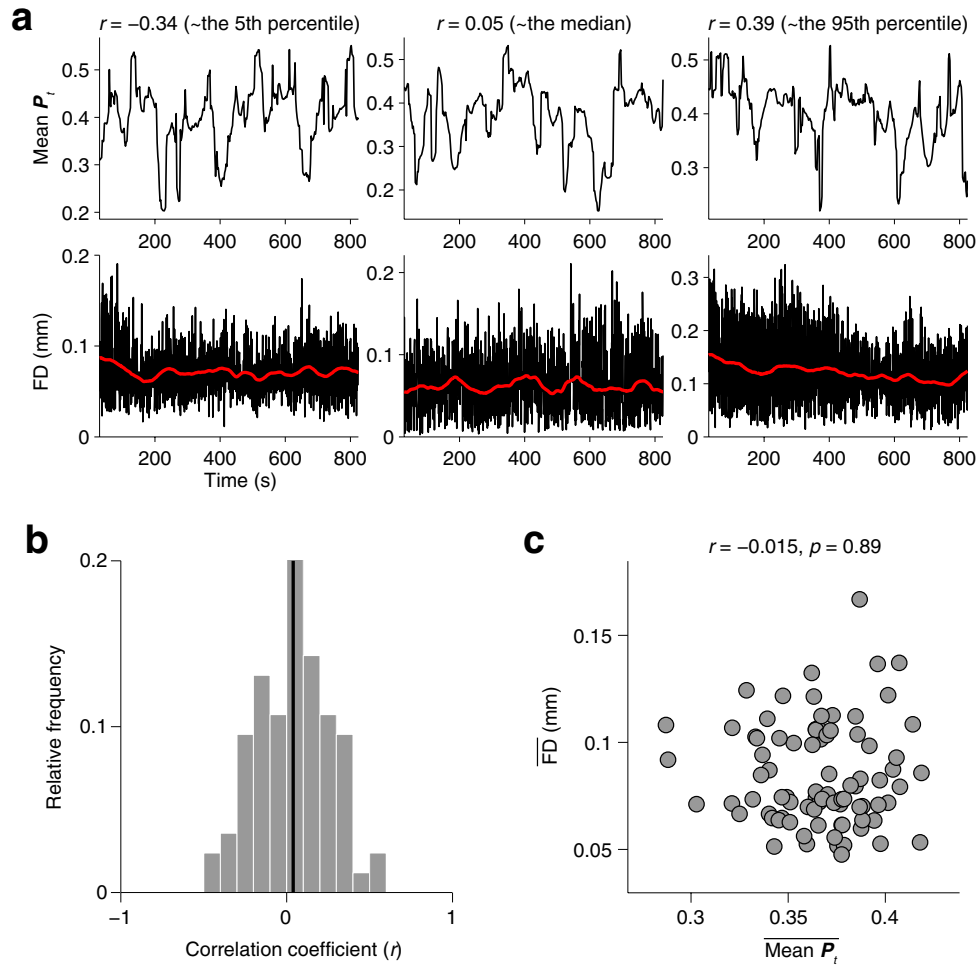 a
r = −0.34 (~the 5th percentile)
r = 0.05 (~the median)
r = 0.39 (~the 95th percentile)
Mean P_t
0.5
0.4
0.3
0.2
200 400 600 800
0.5
0.4
0.3
0.2
200 400 600 800
0.5
0.4
0.3
200 400 600 800
FD (mm)
0.2
0.1
0
200 400 600 800
Time (s)
0.2
0.1
0
200 400 600 800
0.3
0.2
0.1
0
200 400 600 800
b
Relative frequency
0.2
0.1
0
−1 0 1
Correlation coefficient (r)
c
r = −0.015, p = 0.89
FD (mm)
0.15
0.1
0.05
0.3 0.35 0.4
Mean P_t